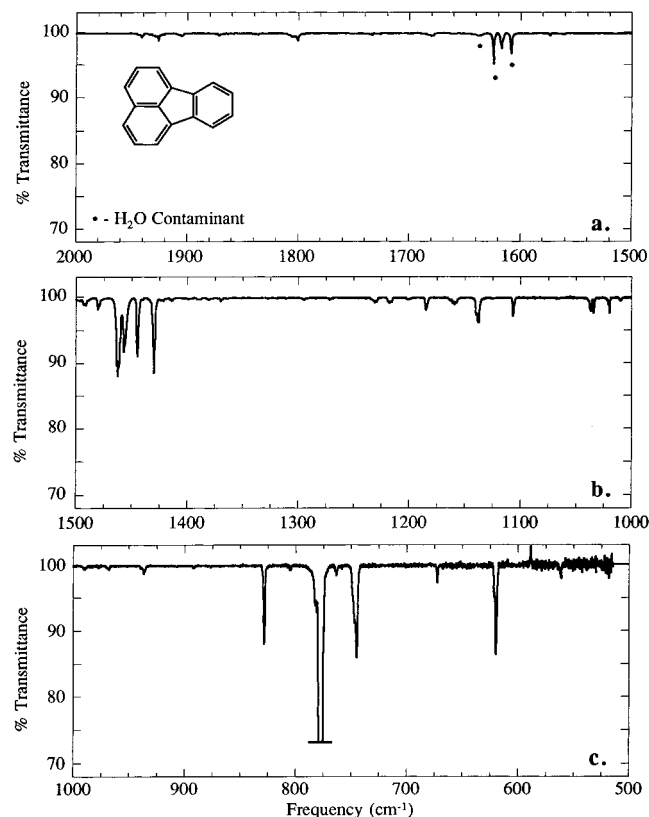 100
90
80
70
% Transmittance
• - H₂O Contaminant
a.
2000 1900 1800 1700 1600 1500
100
90
80
70
% Transmittance
b.
1500 1400 1300 1200 1100 1000
100
90
80
70
% Transmittance
c.
1000 900 800 700 600 500
Frequency (cm⁻¹)